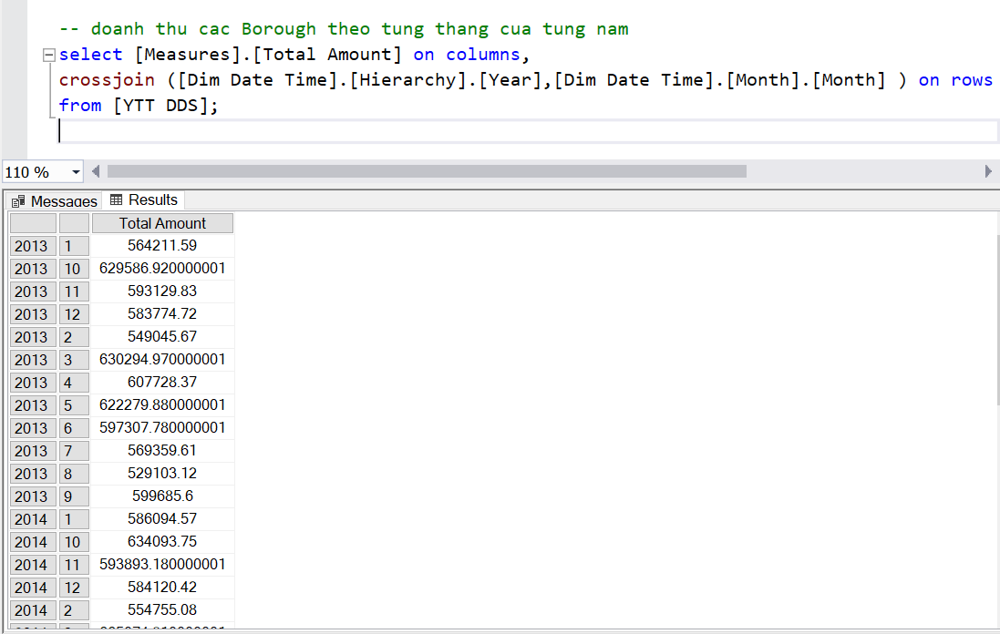 -- doanh thu cac Borough theo tung thang cua tung nam
select [Measures].[Total Amount] on columns,
crossjoin ([Dim Date Time].[Hierarchy].[Year],[Dim Date Time].[Month].[Month] ) on rows
from [YTT DDS];
110 %
Messages Results
Total Amount
2013 1 564211.59
2013 10 629586.920000001
2013 11 593129.83
2013 12 583774.72
2013 2 549045.67
2013 3 630294.970000001
2013 4 607728.37
2013 5 622279.880000001
2013 6 597307.780000001
2013 7 569359.61
2013 8 529103.12
2013 9 599685.6
2014 1 586094.57
2014 10 634093.75
2014 11 593893.180000001
2014 12 584120.42
2014 2 554755.08